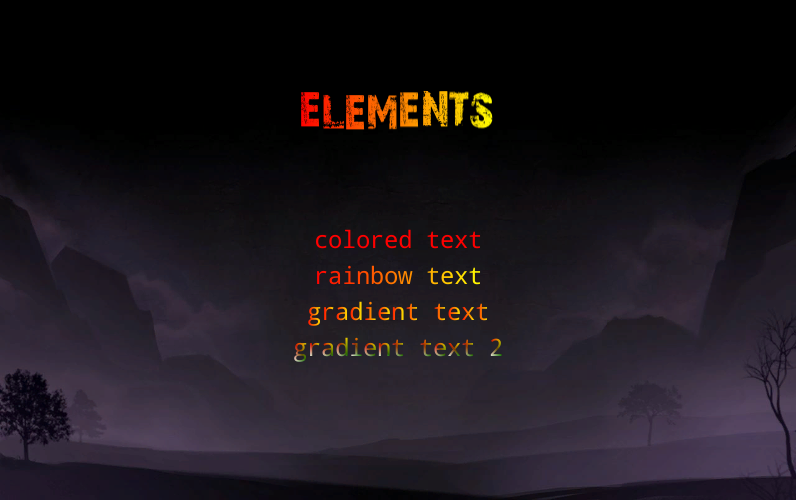 ELEMENTS
colored text
rainbow text
gradient text
gradient text 2